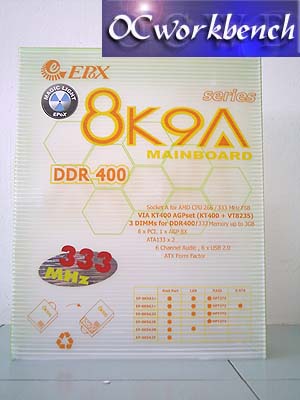 OCworkbench
EPoX
MAGIC LIGHT
EPoX
series
8K9A
MAINBOARD
DDR 400
Socket A for AMD CPU 266 / 333 MHz FSB
VIA KT400 AGPset (KT400 + VT8235)
3 DIMMs for DDR400/333 Memory up to 3GB
6 x PCI, 1 x AGP 8X
ATA133 x 2
6 Channel Audio , 6 x USB 2.0
ATX Form Factor
333
MHz